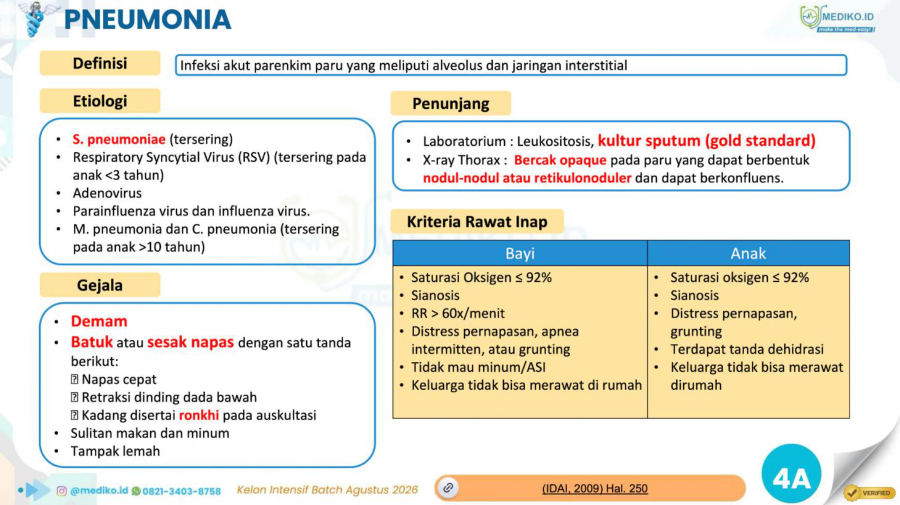 PNEUMONIA
MEDIKO.ID
make the med-easy! ;)
Definisi
Infeksi akut parenkim paru yang meliputi alveolus dan jaringan interstitial
Etiologi
• S. pneumoniae (tersering)
• Respiratory Syncytial Virus (RSV) (tersering pada
anak <3 tahun)
• Adenovirus
• Parainfluenza virus dan influenza virus.
• M. pneumonia dan C. pneumonia (tersering
pada anak >10 tahun)
Gejala
• Demam
• Batuk atau sesak napas dengan satu tanda
berikut:
Napas cepat
Retraksi dinding dada bawah
Kadang disertai ronkhi pada auskultasi
• Sulitan makan dan minum
• Tampak lemah
Penunjang
• Laboratorium : Leukositosis, kultur sputum (gold standard)
• X-ray Thorax : Bercak opaque pada paru yang dapat berbentuk
nodul-nodul atau retikulonoduler dan dapat berkonfluens.
Kriteria Rawat Inap
Bayi
• Saturasi Oksigen ≤ 92%
• Sianosis
• RR > 60x/menit
• Distress pernapasan, apnea
intermitten, atau grunting
• Tidak mau minum/ASI
• Keluarga tidak bisa merawat di rumah
Anak
• Saturasi oksigen ≤ 92%
• Sianosis
• Distress pernapasan,
grunting
• Terdapat tanda dehidrasi
• Keluarga tidak bisa merawat
dirumah
@mediko.id 0821-3403-8758 Kelon Intensif Batch Agustus 2026
(IDAI, 2009) Hal. 250
4A
VERIFIED